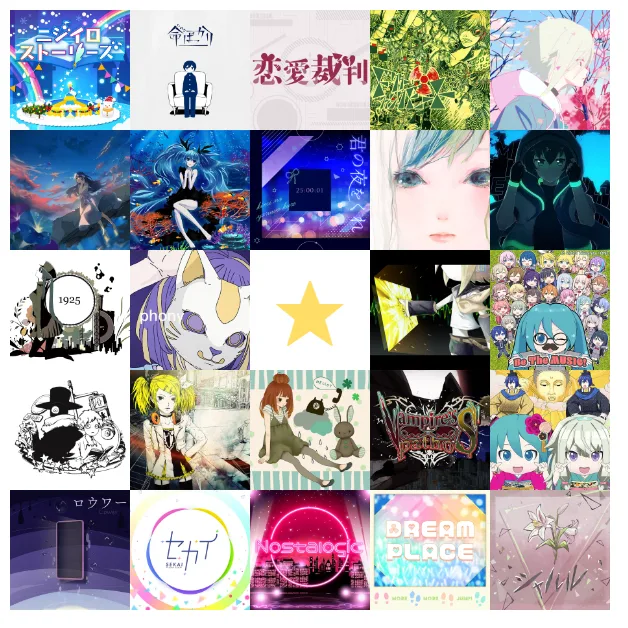 ニジイロ
ストーリーズ
命ばっかり
恋愛裁判
25:00:01
君の夜をくれ
1925
phony
Be The MUSIC!
Vampire's
pathoS
ロウワー
セカイ
SEKAI
Nostalogic
DREAM
PLACE
シャルル